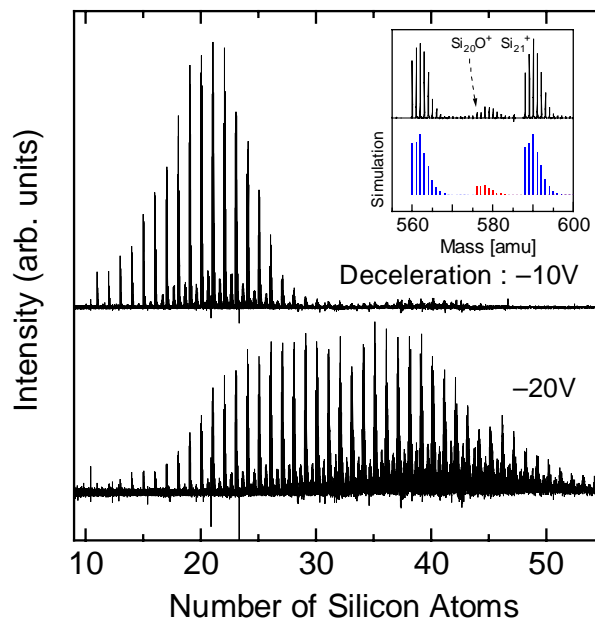 Si20O+ Si21+
Simulation
560 580 600
Mass [amu]
Deceleration : –10V
–20V
Intensity (arb. units)
10 20 30 40 50
Number of Silicon Atoms